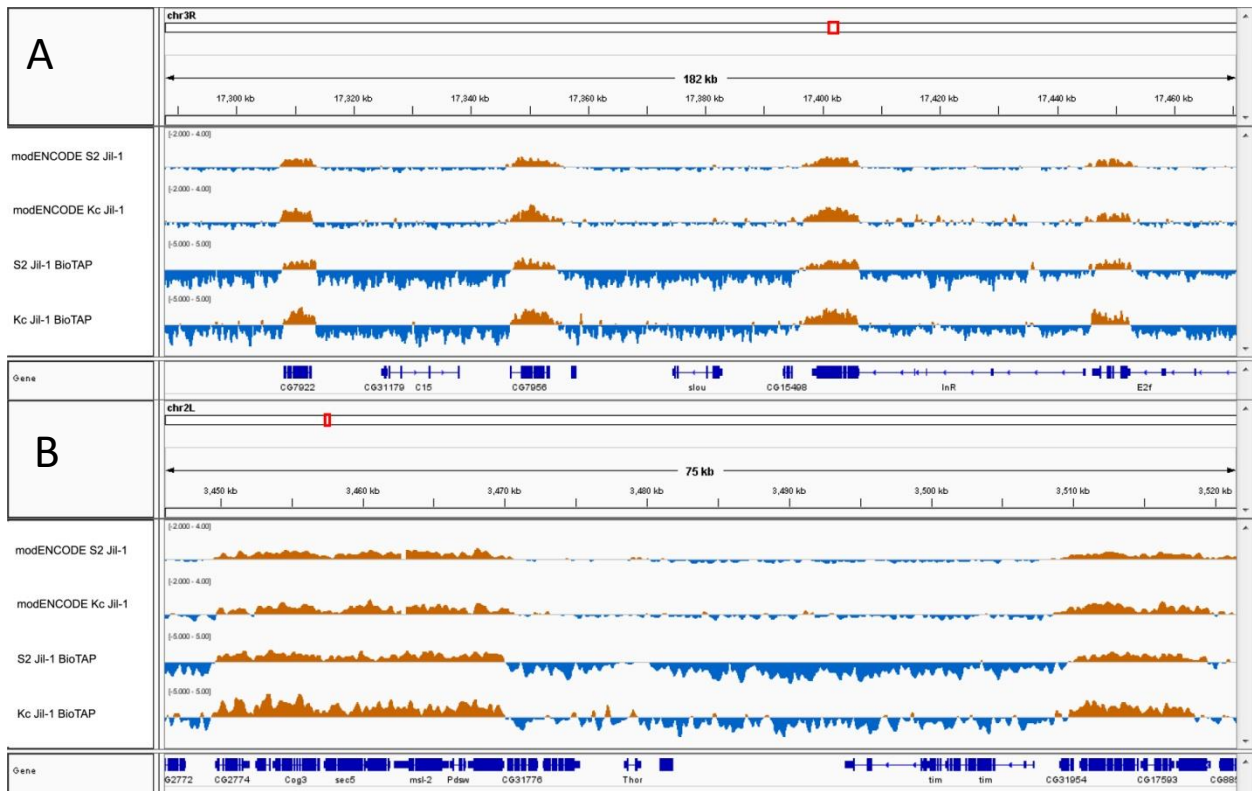 A
chr3R
182 kb
17,300 kb 17,320 kb 17,340 kb 17,360 kb 17,380 kb 17,400 kb 17,420 kb 17,440 kb 17,460 kb
[-2.000 - 4.00]
modENCODE S2 Jil-1
[-2.000 - 4.00]
modENCODE Kc Jil-1
[-5.000 - 5.00]
S2 Jil-1 BioTAP
[-5.000 - 5.00]
Kc Jil-1 BioTAP
Gene
CG7922 CG31179 C15 CG7956 slou CG15498 InR E2f
B
chr2L
75 kb
3,450 kb 3,460 kb 3,470 kb 3,480 kb 3,490 kb 3,500 kb 3,510 kb 3,520 kb
[-2.000 - 4.00]
modENCODE S2 Jil-1
[-2.000 - 4.00]
modENCODE Kc Jil-1
[-5.000 - 5.00]
S2 Jil-1 BioTAP
[-5.000 - 5.00]
Kc Jil-1 BioTAP
Gene
G2772 CG2774 Cog3 sec5 msl-2 Pdsw CG31776 Thor tim tim CG31954 CG17593